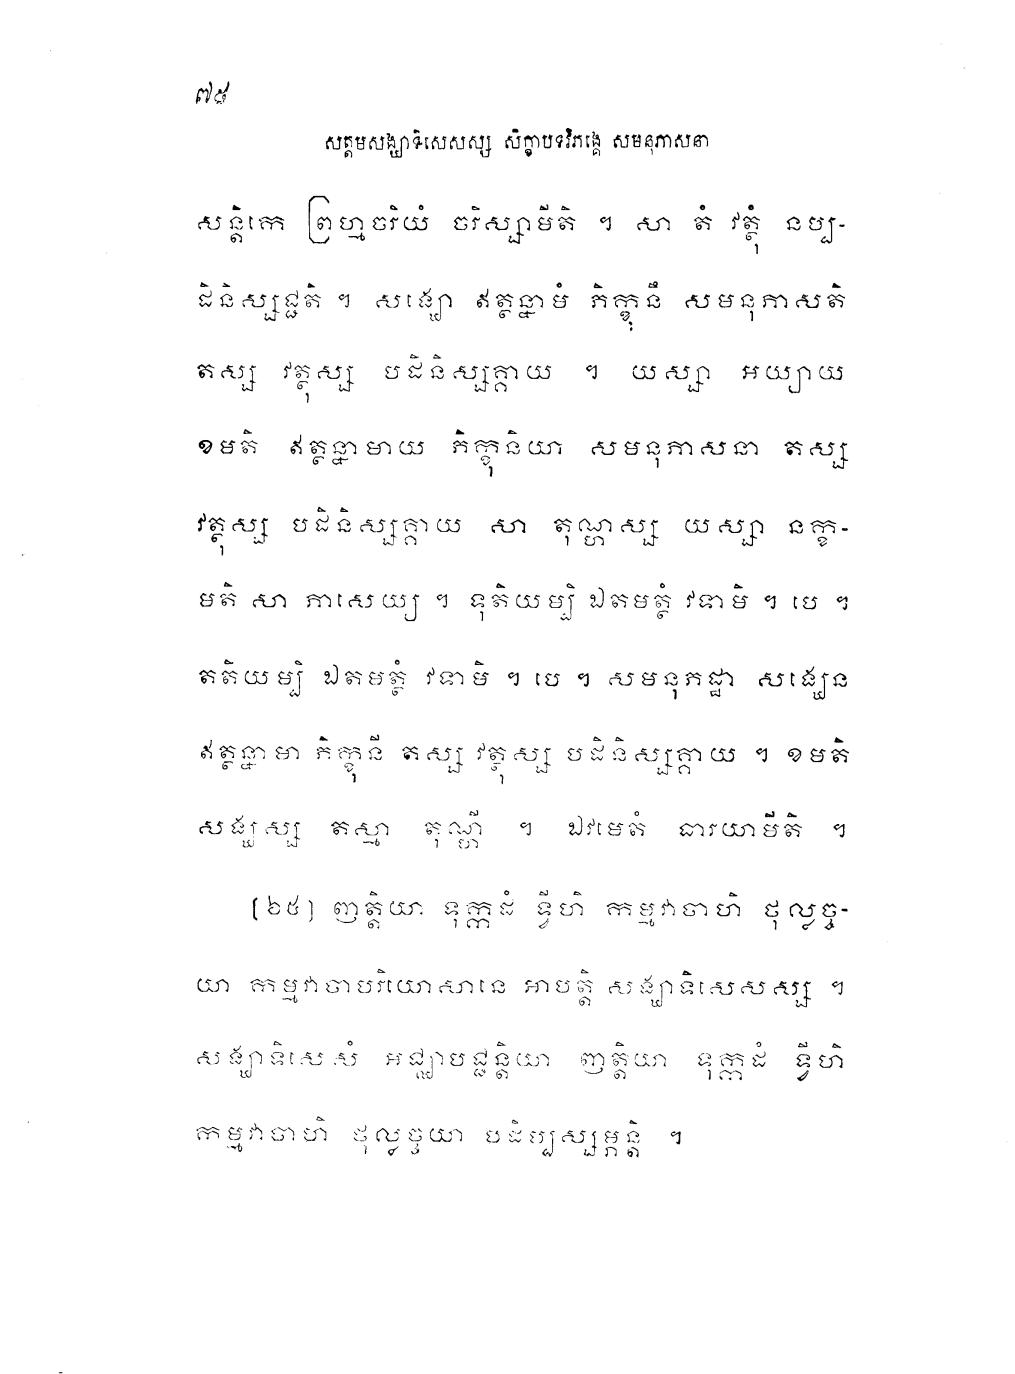 ៧៥
សត្តមសង្ឃាទិសេសស្ស សិក្ខាបទវិភង្គេ សមនុភាសនា
សន្តិកេ ព្រហ្មចរិយំ ចរិស្សាមីតិ ។ សា តំ វត្ថុំ នប្ប-
ដិនិស្សជ្ជតិ ។ សង្ឃោ ឥត្ថន្នាមំ ភិក្ខុនឹ សមនុភាសតិ
តស្ស វត្ថុស្ស បដិនិស្សគ្គាយ ។ យស្សា អយ្យាយ
ខមតិ ឥត្ថន្នាមាយ ភិក្ខុនិយា សមនុភាសនា តស្ស
វត្ថុស្ស បដិនិស្សគ្គាយ សា តុណ្ហស្ស យស្សា នក្ខ-
មតិ សា ភាសេយ្យ ។ ទុតិយម្បិ ឯតមត្ថំ វទាមិ ។ បេ ។
តតិយម្បិ ឯតមត្ថំ វទាមិ ។ បេ ។ សមនុភដ្ឋា សង្ឃេន
ឥត្ថន្នាមា ភិក្ខុនី តស្ស វត្ថុស្ស បដិនិស្សគ្គាយ ។ ខមតិ
សង្ឃស្ស តស្មា តុណ្ហី ។ ឯវមេតំ ធារយាមីតិ ។
(៦៥) ញត្តិយា ទុក្កដំ ទ្វីហិ កម្មវាចាហិ ថុល្លច្ច-
យា កម្មវាចាបរិយោសានេ អាបត្តិ សង្ឃាទិសេសស្ស ។
សង្ឃាទិសេសំ អជ្ឈាបជ្ជន្តិយា ញត្តិយា ទុក្កដំ ទ្វីហិ
កម្មវាចាហិ ថុល្លច្ចយា បដិប្បស្សម្ភន្តិ ។